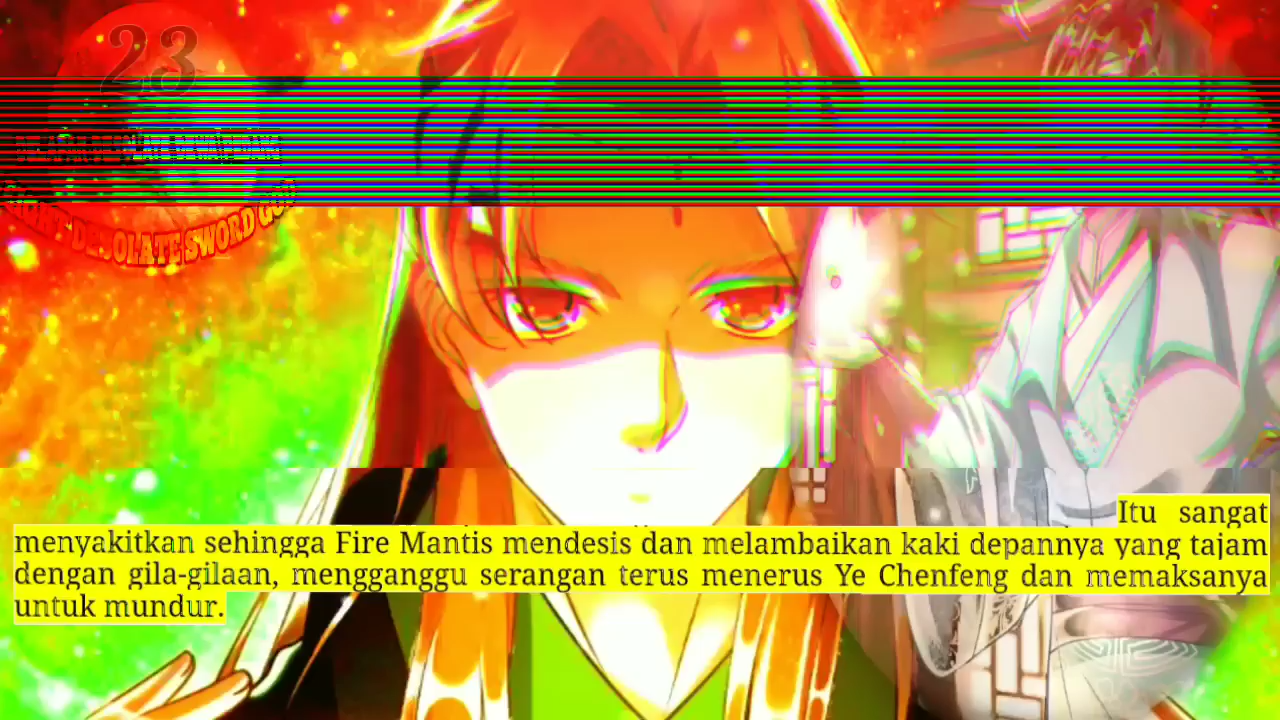 23
EIGHT DESOLATE SWORD GOD
Itu sangat
menyakitkan sehingga Fire Mantis mendesis dan melambaikan kaki depannya yang tajam
dengan gila-gilaan, mengganggu serangan terus menerus Ye Chenfeng dan memaksanya
untuk mundur.